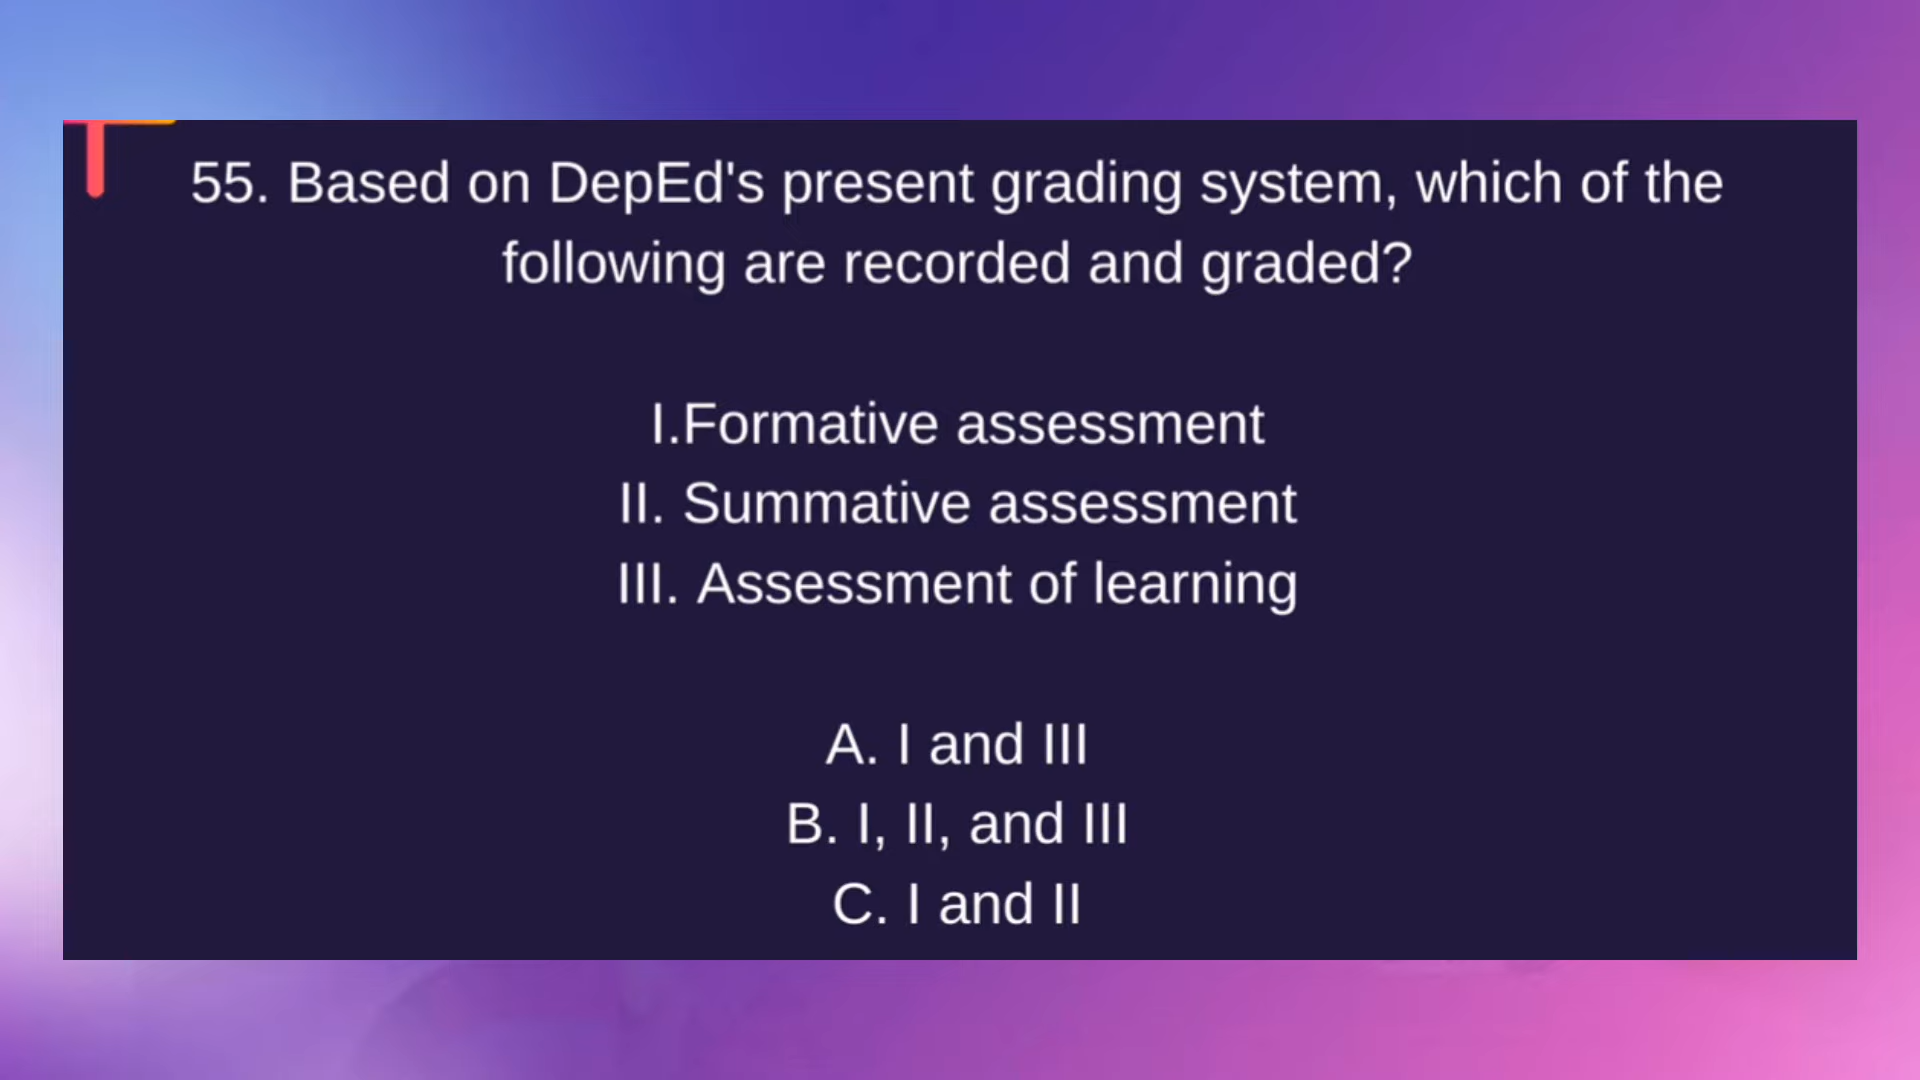 55. Based on DepEd's present grading system, which of the
following are recorded and graded?
I.Formative assessment
II. Summative assessment
III. Assessment of learning
A. I and III
B. I, II, and III
C. I and II